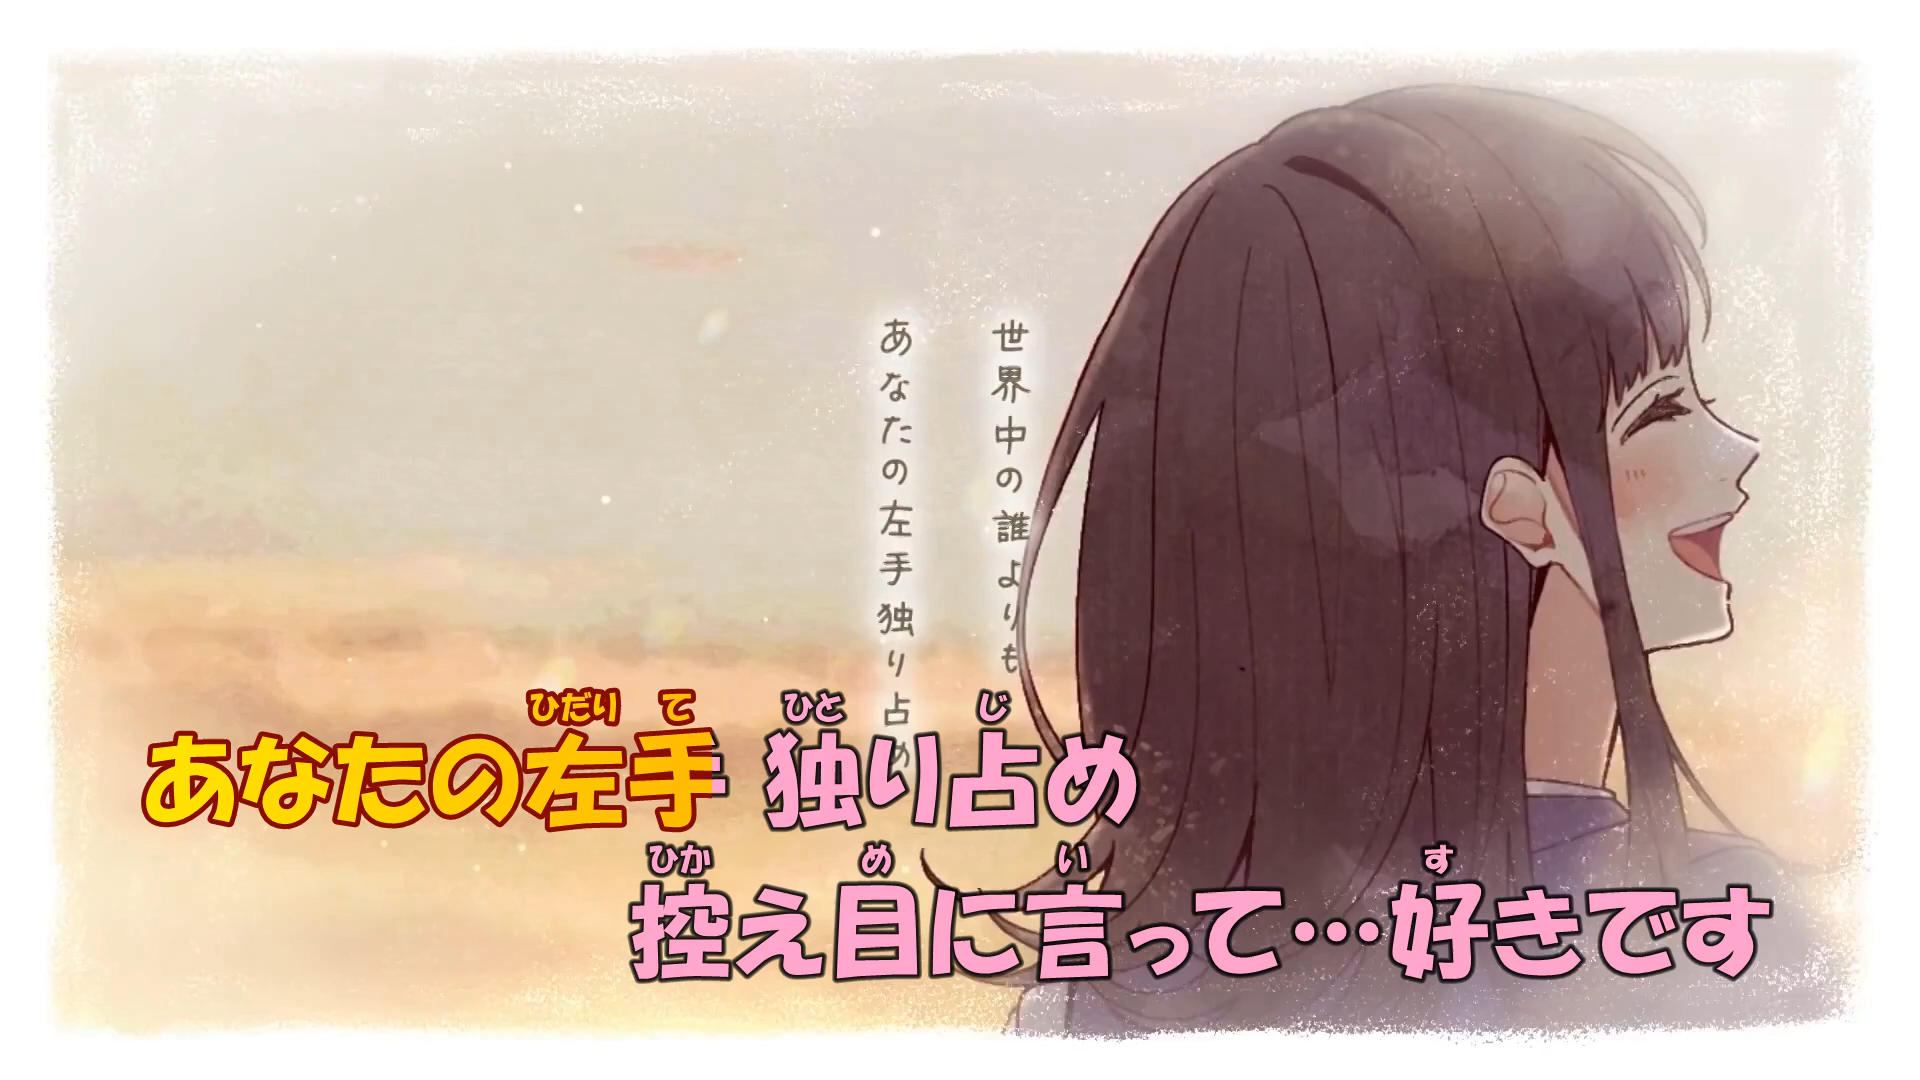 世界中の誰よりも
あなたの左手独り占め
ひだり て ひと じ
あなたの左手 独り占め
ひか め い す
控え目に言って…好きです